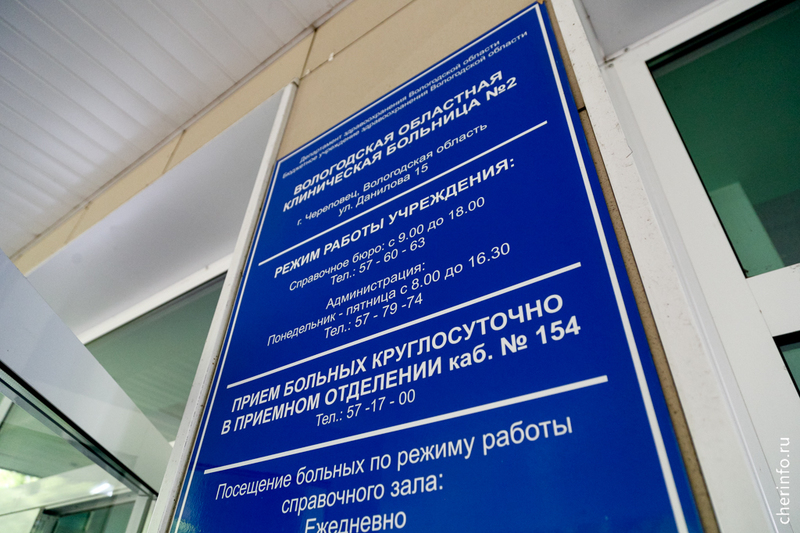 Департамент здравоохранения Вологодской области
Бюджетное учреждение здравоохранения Вологодской области
ВОЛОГОДСКАЯ ОБЛАСТНАЯ
КЛИНИЧЕСКАЯ БОЛЬНИЦА №2
г. Череповец, Вологодская область
ул. Данилова 15
РЕЖИМ РАБОТЫ УЧРЕЖДЕНИЯ:
Справочное бюро: с 9.00 до 18.00
Тел.: 57 - 60 - 63
Администрация:
Понедельник - пятница с 8.00 до 16.30
Тел.: 57 - 79 - 74
ПРИЕМ БОЛЬНЫХ КРУГЛОСУТОЧНО
В ПРИЕМНОМ ОТДЕЛЕНИИ каб. № 154
Тел.: 57 -17 - 00
Посещение больных по режиму работы
справочного зала:
Ежедневно
cherinfo.ru